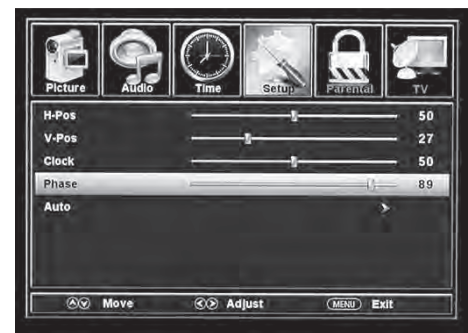 Picture Audio Time Setup Parental TV
H-Pos 50
V-Pos 27
Clock 50
Phase 89
Auto
Move Adjust MENU Exit